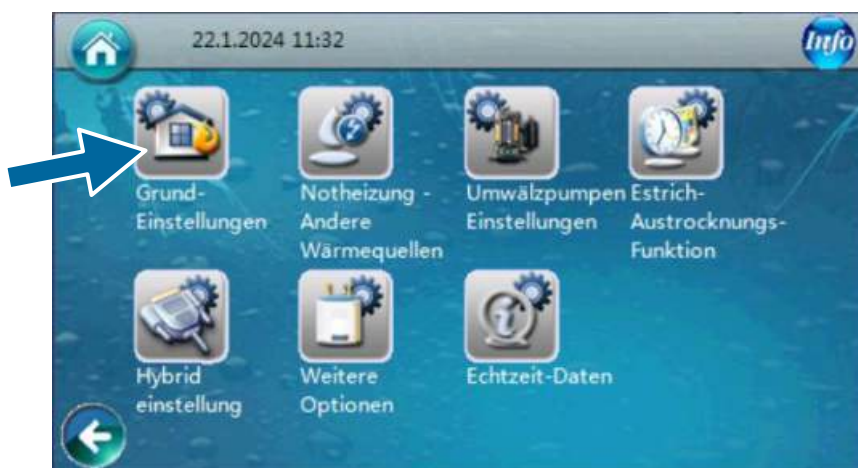 22.1.2024 11:32
Info
Grund-
Einstellungen
Notheizung -
Andere
Wärmequellen
Umwälzpumpen
Einstellungen
Estrich-
Austrocknungs-
Funktion
Hybrid
einstellung
Weitere
Optionen
Echtzeit-Daten